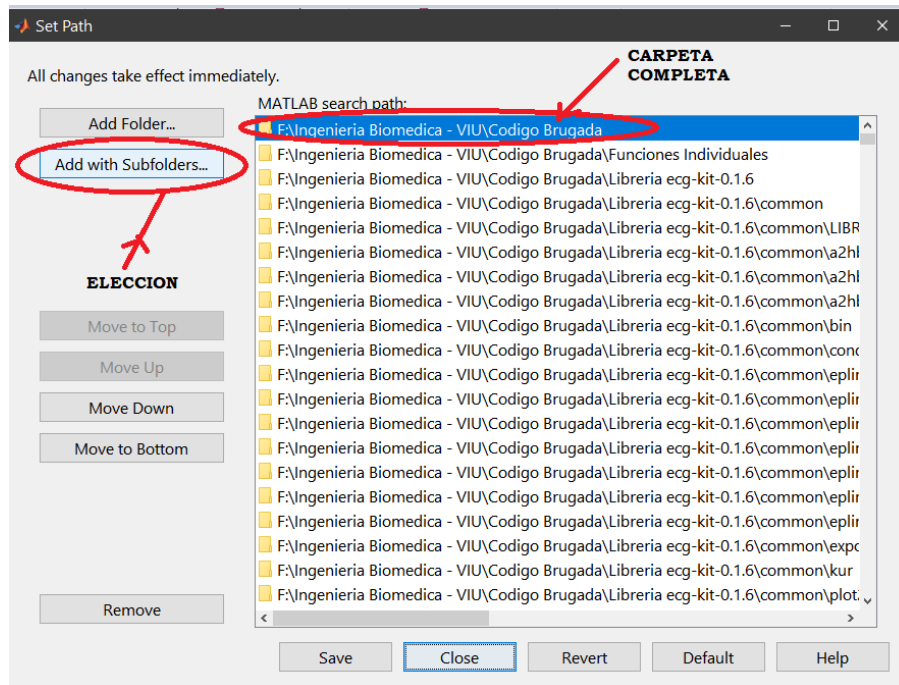 Set Path
CARPETA
COMPLETA
All changes take effect immediately.
MATLAB search path:
Add Folder...
F:\Ingenieria Biomedica - VIU\Codigo Brugada
Add with Subfolders...
F:\Ingenieria Biomedica - VIU\Codigo Brugada\Funciones Individuales
F:\Ingenieria Biomedica - VIU\Codigo Brugada\Libreria ecg-kit-0.1.6
F:\Ingenieria Biomedica - VIU\Codigo Brugada\Libreria ecg-kit-0.1.6\common
F:\Ingenieria Biomedica - VIU\Codigo Brugada\Libreria ecg-kit-0.1.6\common\LIBR
F:\Ingenieria Biomedica - VIU\Codigo Brugada\Libreria ecg-kit-0.1.6\common\a2h
ELECCION
F:\Ingenieria Biomedica - VIU\Codigo Brugada\Libreria ecg-kit-0.1.6\common\a2h
F:\Ingenieria Biomedica - VIU\Codigo Brugada\Libreria ecg-kit-0.1.6\common\a2h
Move to Top
F:\Ingenieria Biomedica - VIU\Codigo Brugada\Libreria ecg-kit-0.1.6\common\bin
F:\Ingenieria Biomedica - VIU\Codigo Brugada\Libreria ecg-kit-0.1.6\common\conc
Move Up
F:\Ingenieria Biomedica - VIU\Codigo Brugada\Libreria ecg-kit-0.1.6\common\eplir
Move Down
F:\Ingenieria Biomedica - VIU\Codigo Brugada\Libreria ecg-kit-0.1.6\common\eplir
F:\Ingenieria Biomedica - VIU\Codigo Brugada\Libreria ecg-kit-0.1.6\common\eplir
Move to Bottom
F:\Ingenieria Biomedica - VIU\Codigo Brugada\Libreria ecg-kit-0.1.6\common\eplir
F:\Ingenieria Biomedica - VIU\Codigo Brugada\Libreria ecg-kit-0.1.6\common\eplir
F:\Ingenieria Biomedica - VIU\Codigo Brugada\Libreria ecg-kit-0.1.6\common\eplir
F:\Ingenieria Biomedica - VIU\Codigo Brugada\Libreria ecg-kit-0.1.6\common\eplir
F:\Ingenieria Biomedica - VIU\Codigo Brugada\Libreria ecg-kit-0.1.6\common\expo
F:\Ingenieria Biomedica - VIU\Codigo Brugada\Libreria ecg-kit-0.1.6\common\kur
F:\Ingenieria Biomedica - VIU\Codigo Brugada\Libreria ecg-kit-0.1.6\common\plot
Remove
Save
Close
Revert
Default
Help